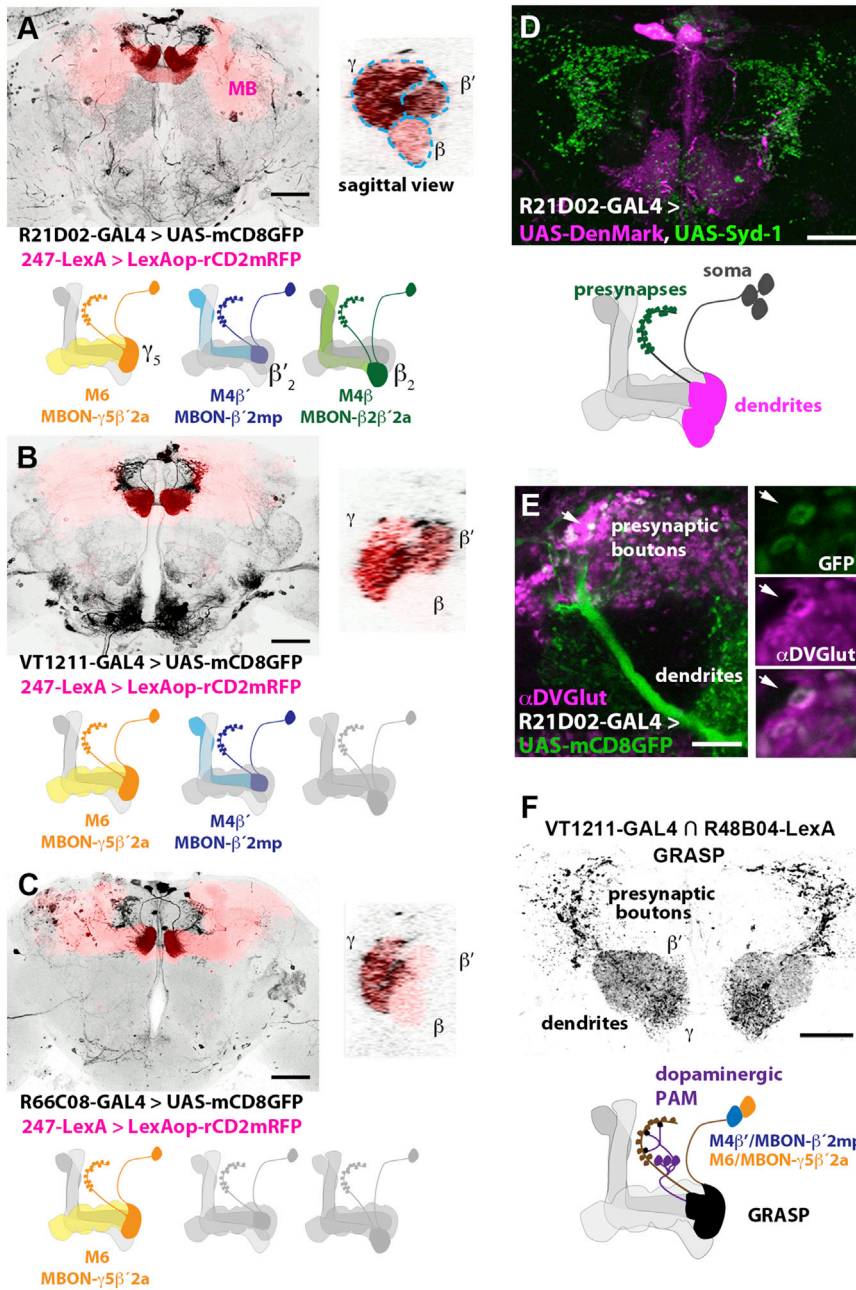 A
MB
γ
β'
β
sagittal view
R21D02-GAL4 > UAS-mCD8GFP
247-LexA > LexAop-rCD2mRFP
γ5
β′2
β2
M6
MBON-γ5β´2a
M4β´
MBON-β´2mp
M4β
MBON-β2β´2a
B
γ
β'
β
VT1211-GAL4 > UAS-mCD8GFP
247-LexA > LexAop-rCD2mRFP
M6
MBON-γ5β´2a
M4β´
MBON-β´2mp
C
γ
β'
β
R66C08-GAL4 > UAS-mCD8GFP
247-LexA > LexAop-rCD2mRFP
M6
MBON-γ5β´2a
D
R21D02-GAL4 >
UAS-DenMark, UAS-Syd-1
soma
presynapses
dendrites
E
presynaptic
boutons
dendrites
αDVGlut
R21D02-GAL4 >
UAS-mCD8GFP
GFP
αDVGlut
F
VT1211-GAL4 ∩ R48B04-LexA
GRASP
presynaptic
boutons
β'
dendrites
γ
dopaminergic
PAM
M4β'/MBON-β´2mp
M6/MBON-γ5β´2a
GRASP